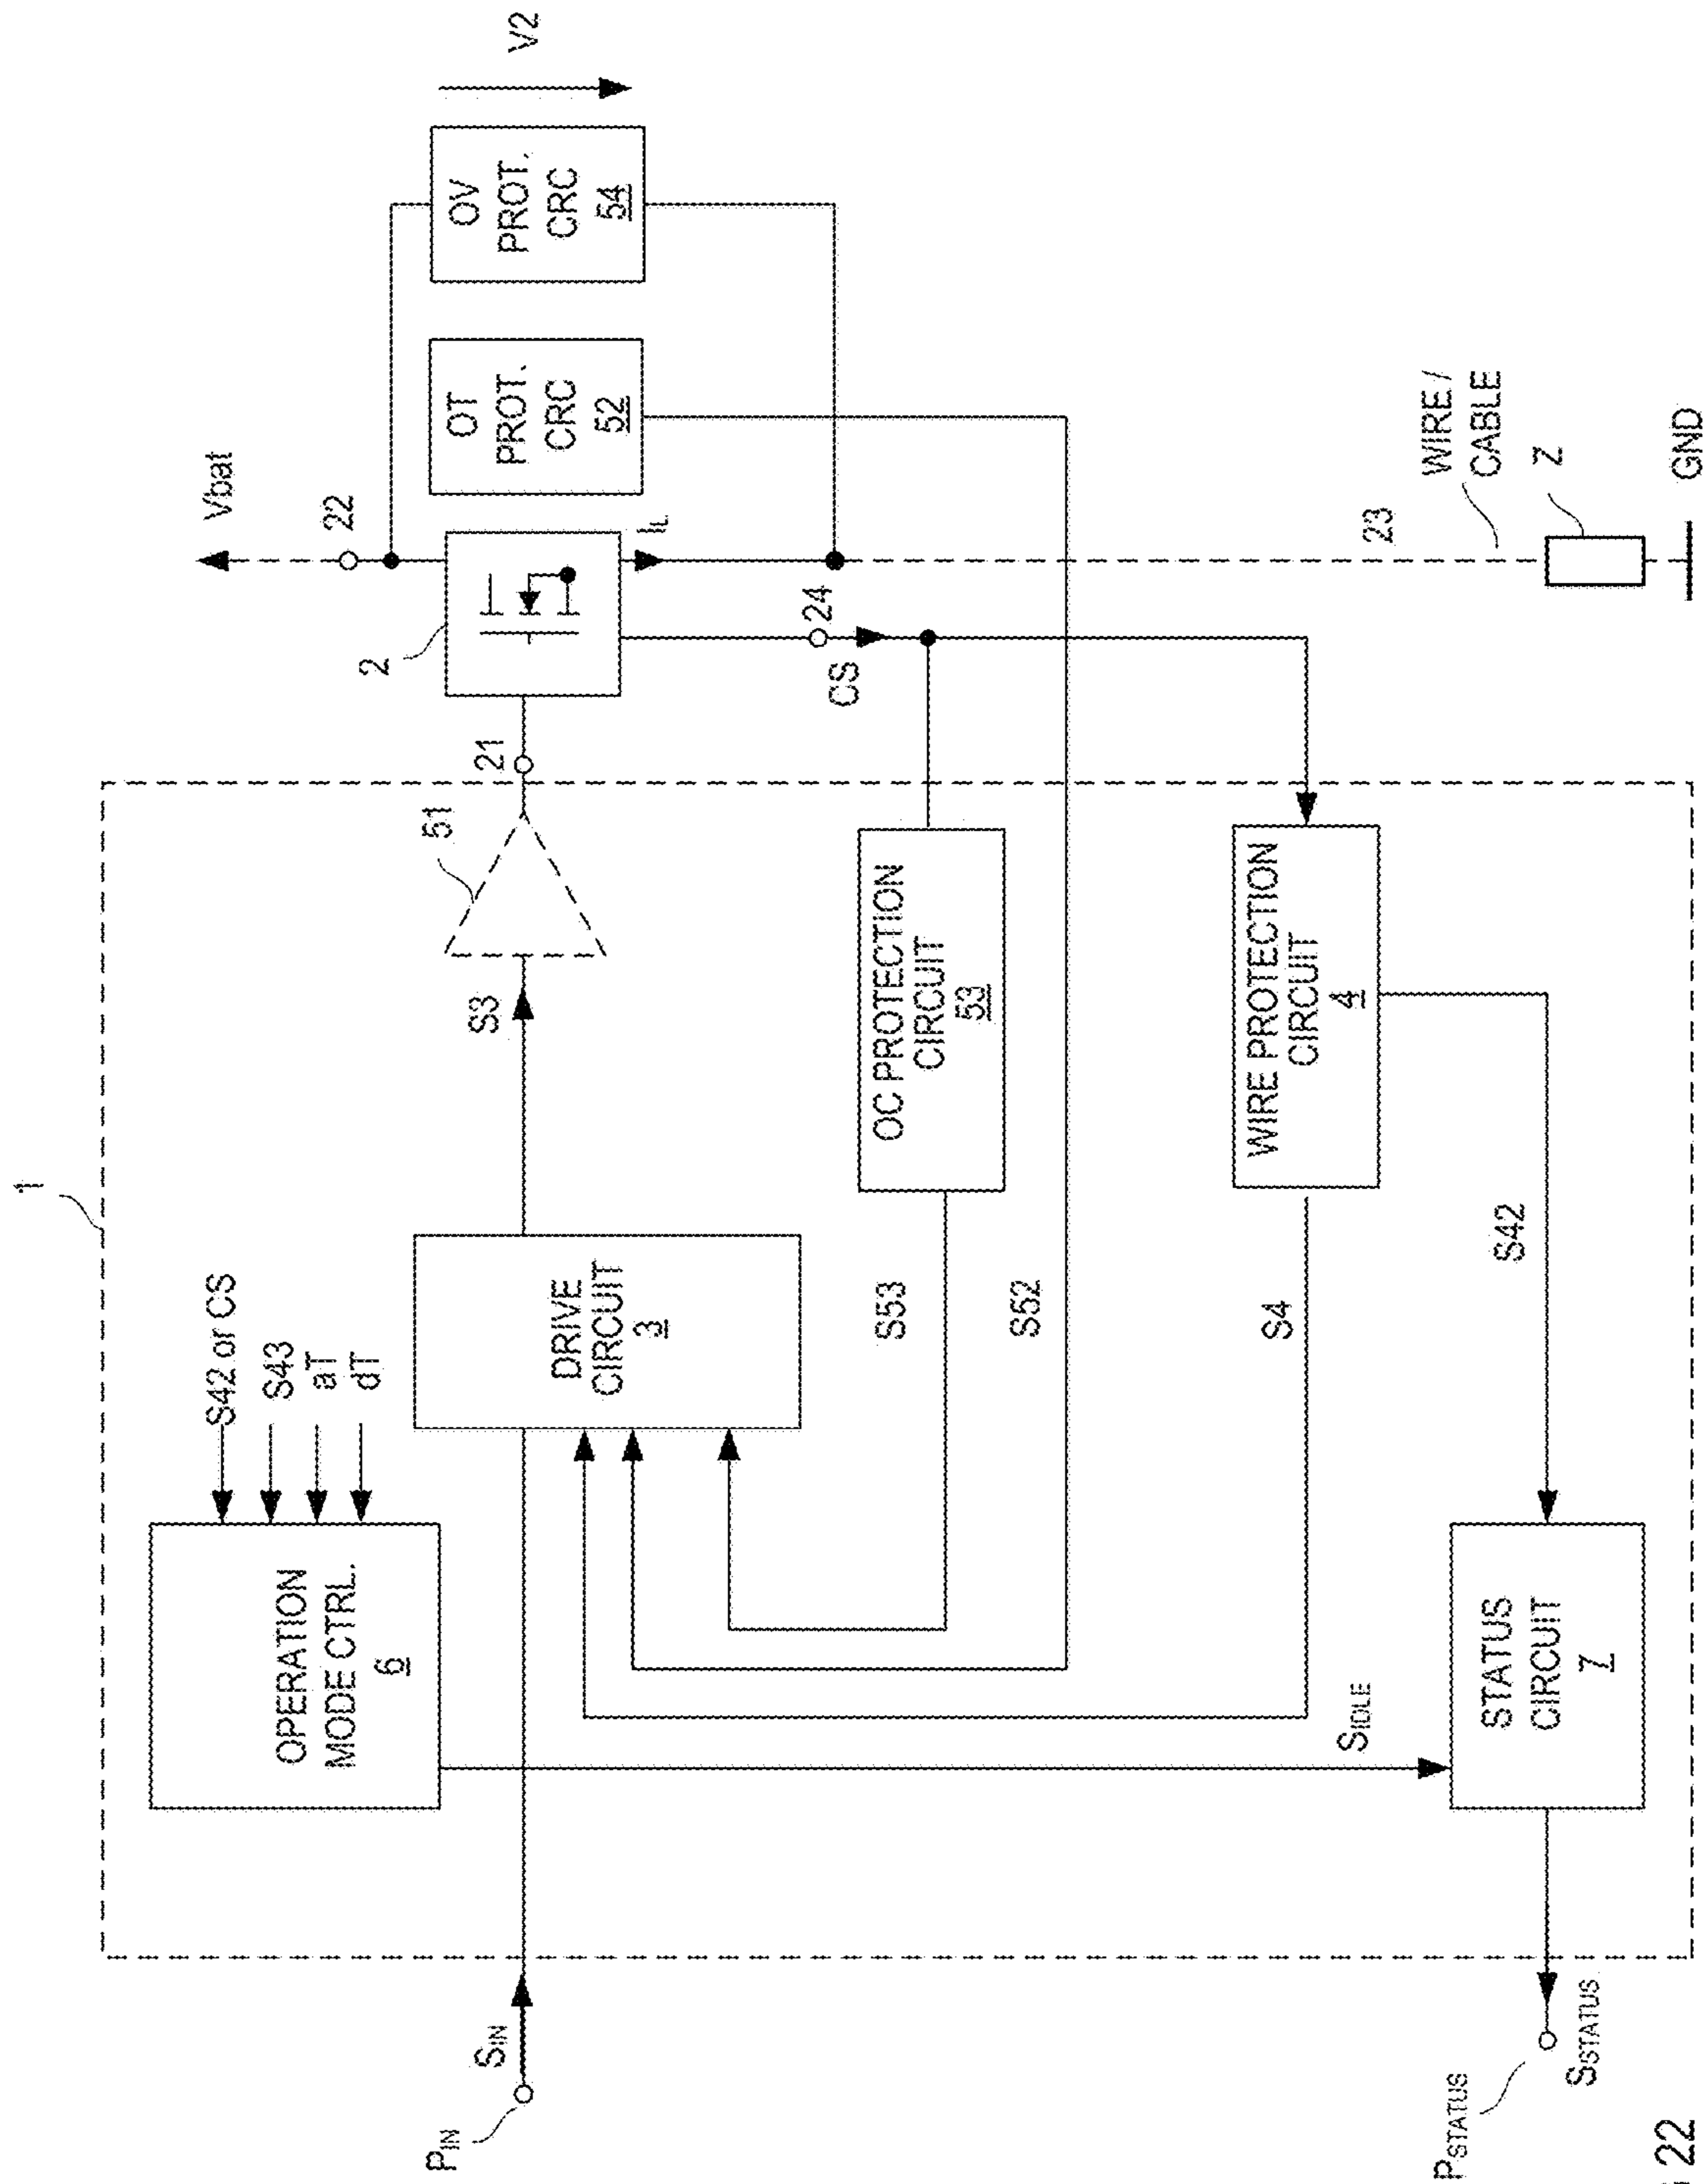 1
Vbat
22
V2
OPERATION
MODE CTRL.
6
S42 or CS
S43
aT
dT
OT
PROT.
CRC
52
OV
PROT.
CRC
54
2
21
51
PIN
SIN
DRIVE
CIRCUIT
3
S3
IL
24
CS
OC PROTECTION
CIRCUIT
53
S53
S52
WIRE PROTECTION
CIRCUIT
4
S4
S42
SIDLE
STATUS
CIRCUIT
7
PSTATUS
SSTATUS
23
WIRE /
CABLE
Z
GND
22